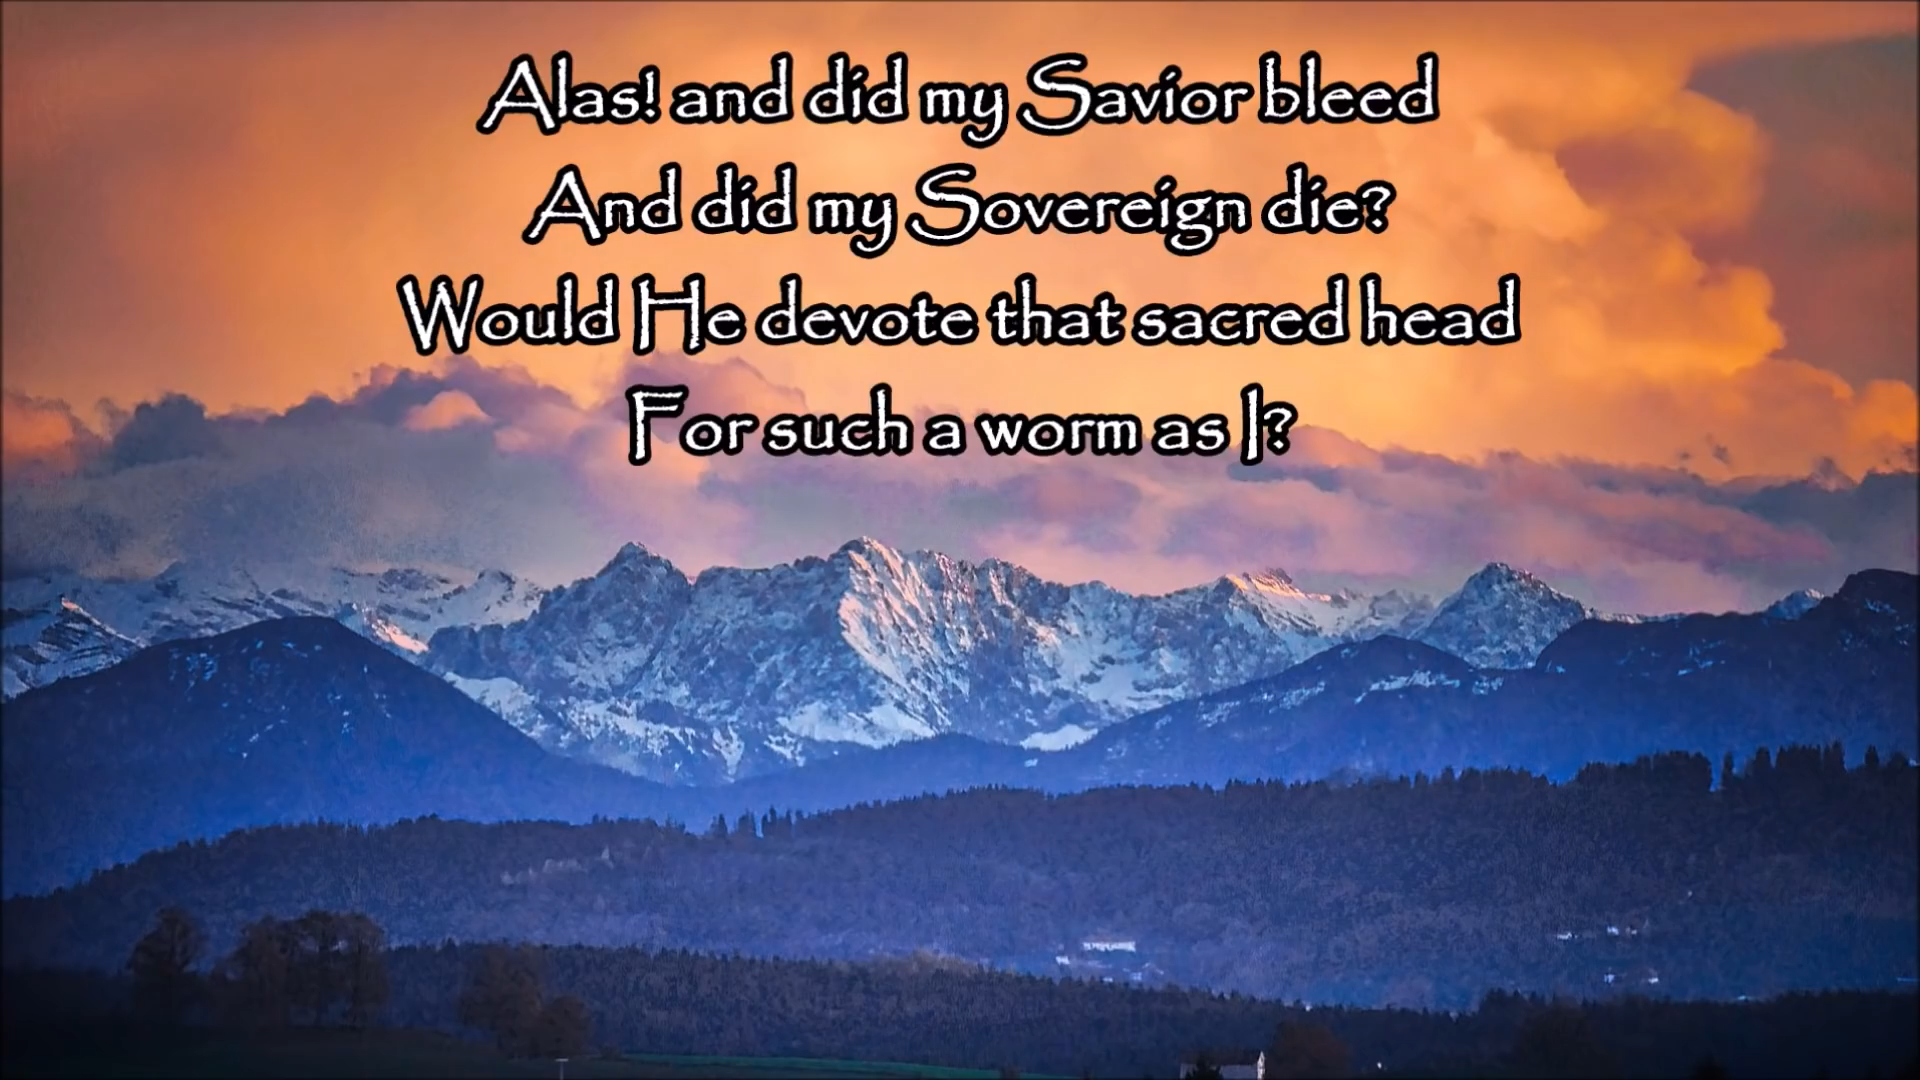 Alas! and did my Savior bleed
And did my Sovereign die?
Would He devote that sacred head
For such a worm as I?